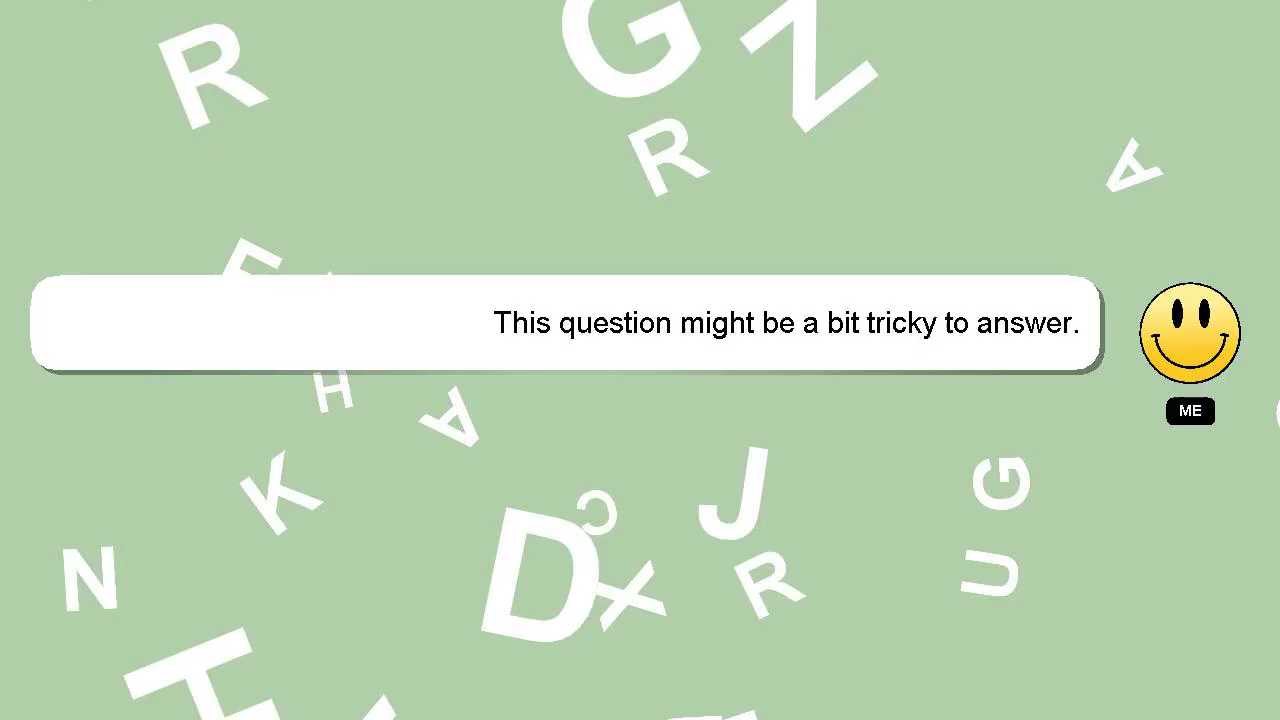 R
G
Z
R
A
This question might be a bit tricky to answer.
ME
H
A
K
J
G
C
D
N
X
R
U